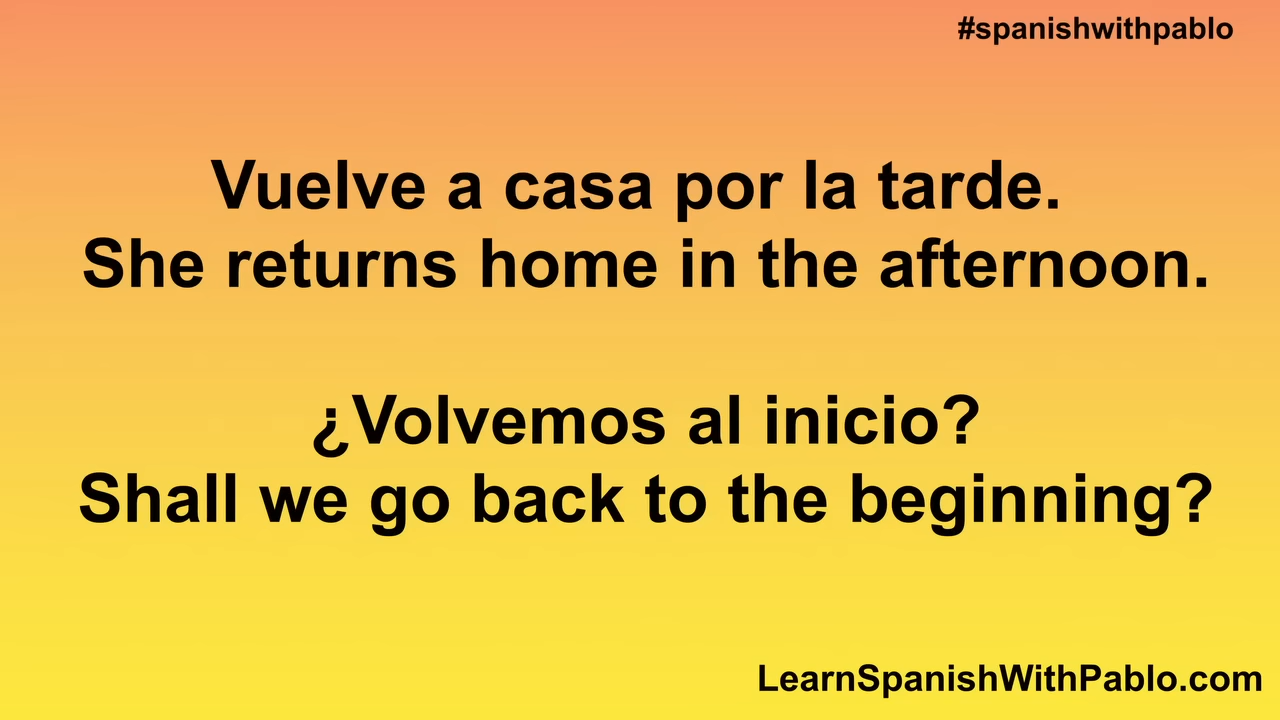 #spanishwithpablo
Vuelve a casa por la tarde.
She returns home in the afternoon.
¿Volvemos al inicio?
Shall we go back to the beginning?
LearnSpanishWithPablo.com